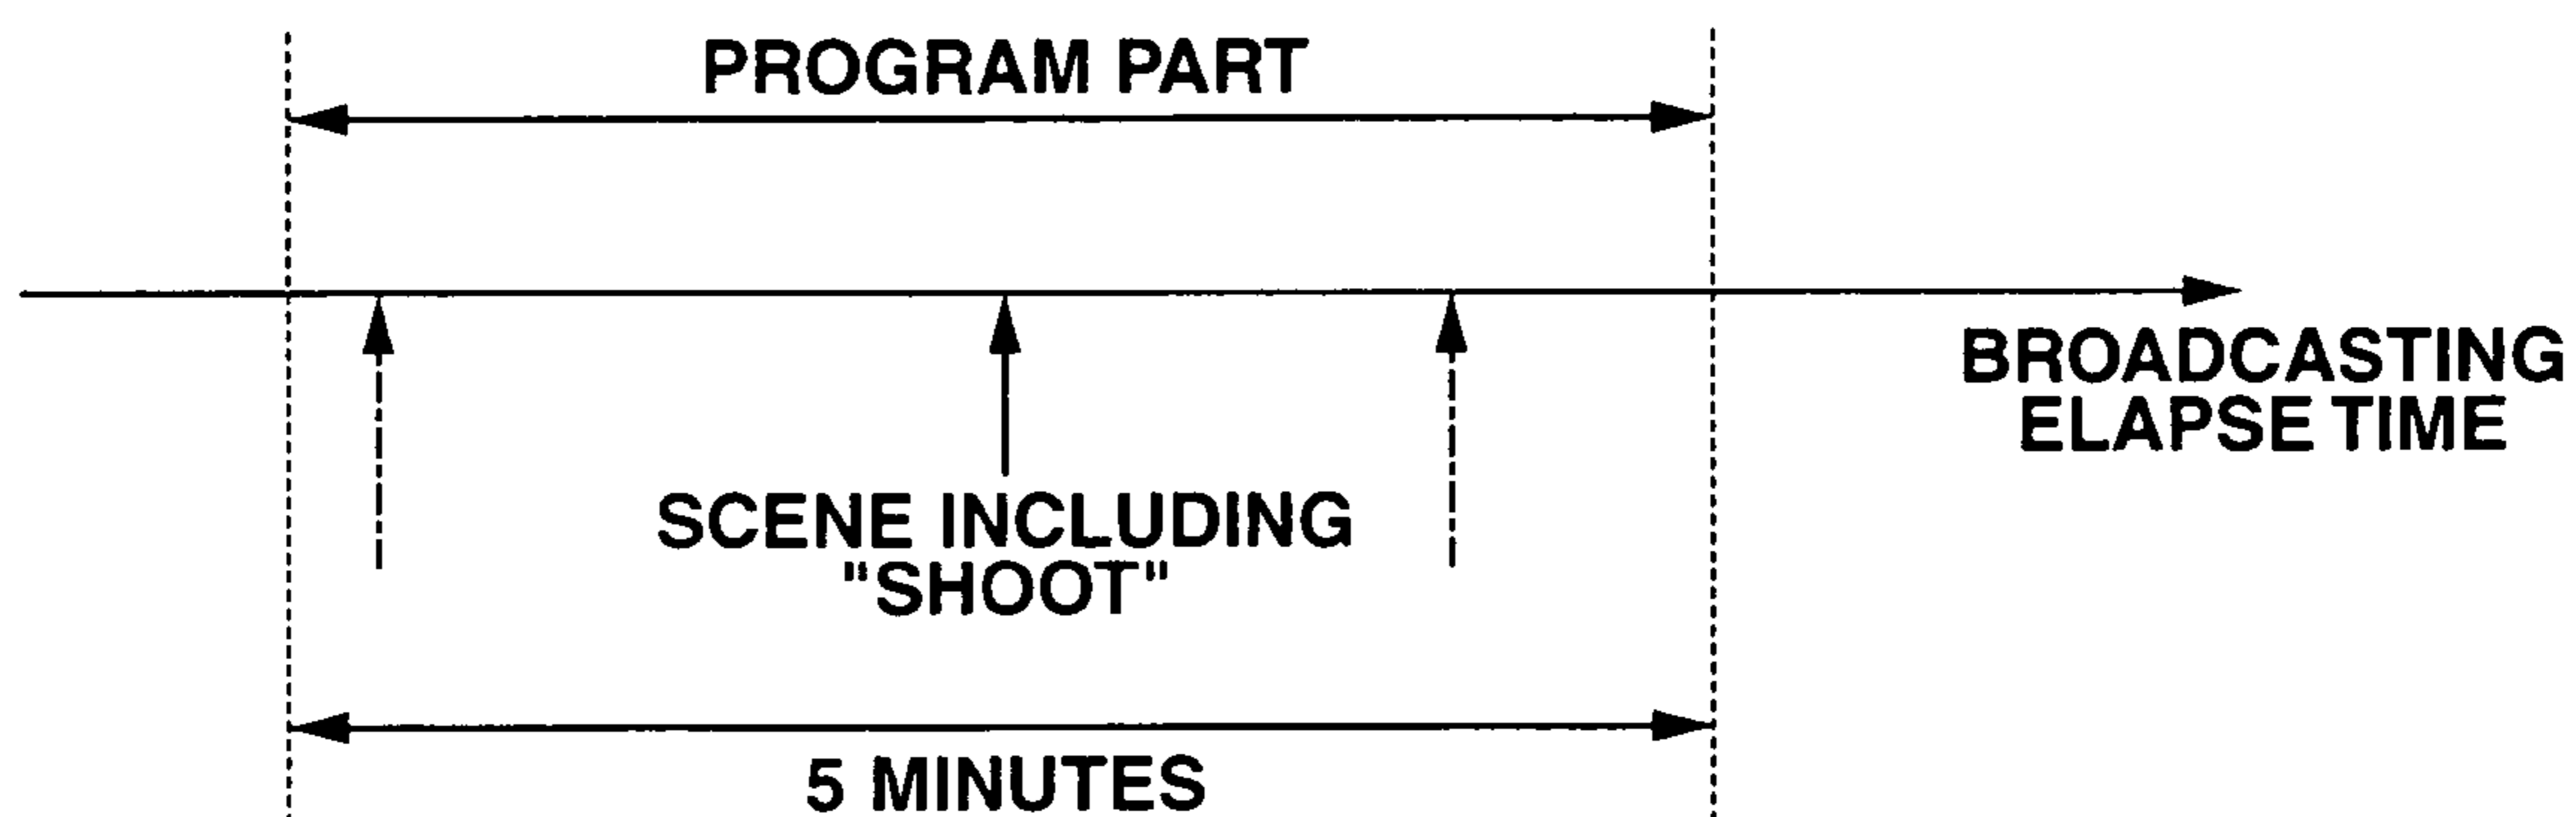 PROGRAM PART
BROADCASTING
ELAPSE TIME
SCENE INCLUDING
"SHOOT"
5 MINUTES